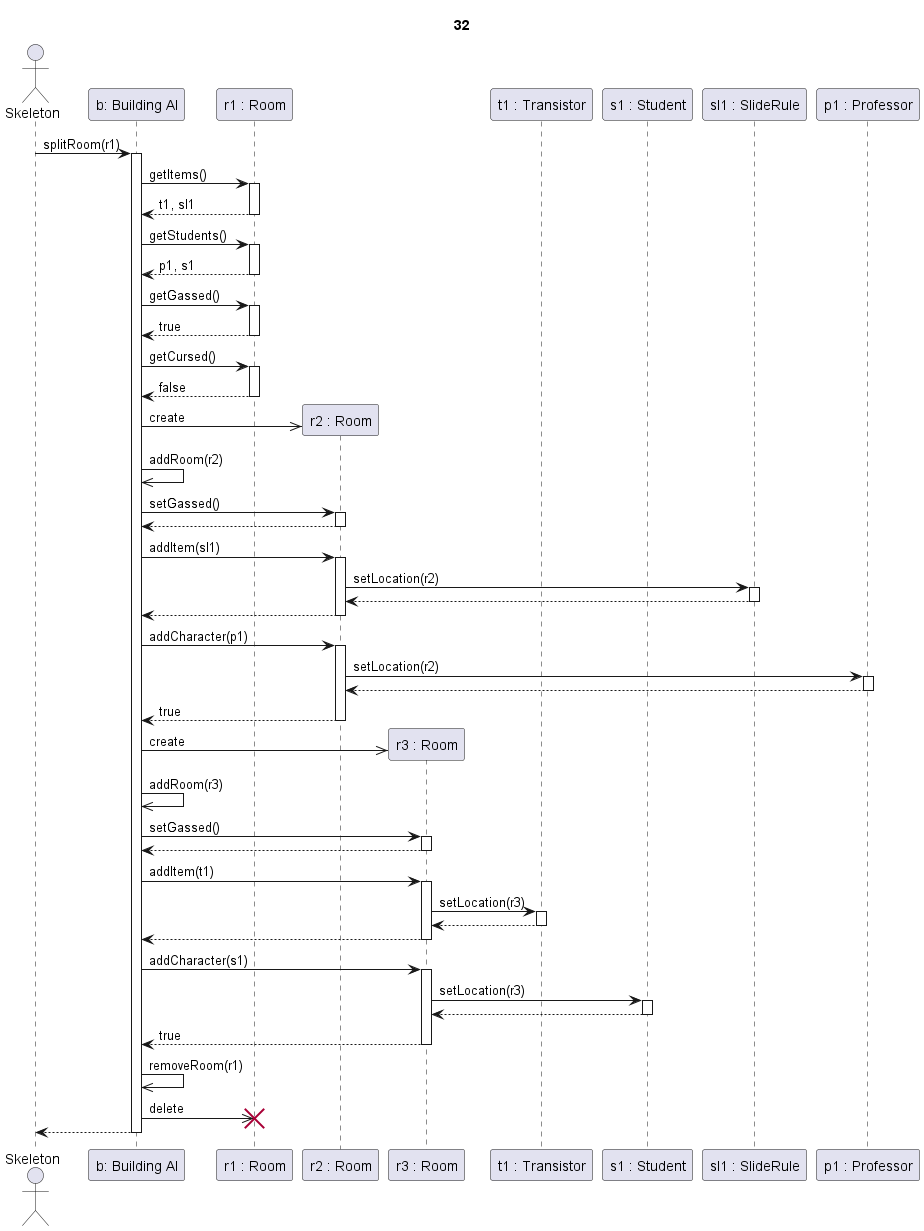 32
Skeleton
b: Building AI
r1 : Room
t1 : Transistor
s1 : Student
sl1 : SlideRule
p1 : Professor
splitRoom(r1)
getItems()
t1, sl1
getStudents()
p1, s1
getGassed()
true
getCursed()
false
create
r2 : Room
addRoom(r2)
setGassed()
addItem(sl1)
setLocation(r2)
addCharacter(p1)
setLocation(r2)
true
create
r3 : Room
addRoom(r3)
setGassed()
addItem(t1)
setLocation(r3)
addCharacter(s1)
setLocation(r3)
true
removeRoom(r1)
delete
Skeleton
b: Building AI
r1 : Room
r2 : Room
r3 : Room
t1 : Transistor
s1 : Student
sl1 : SlideRule
p1 : Professor